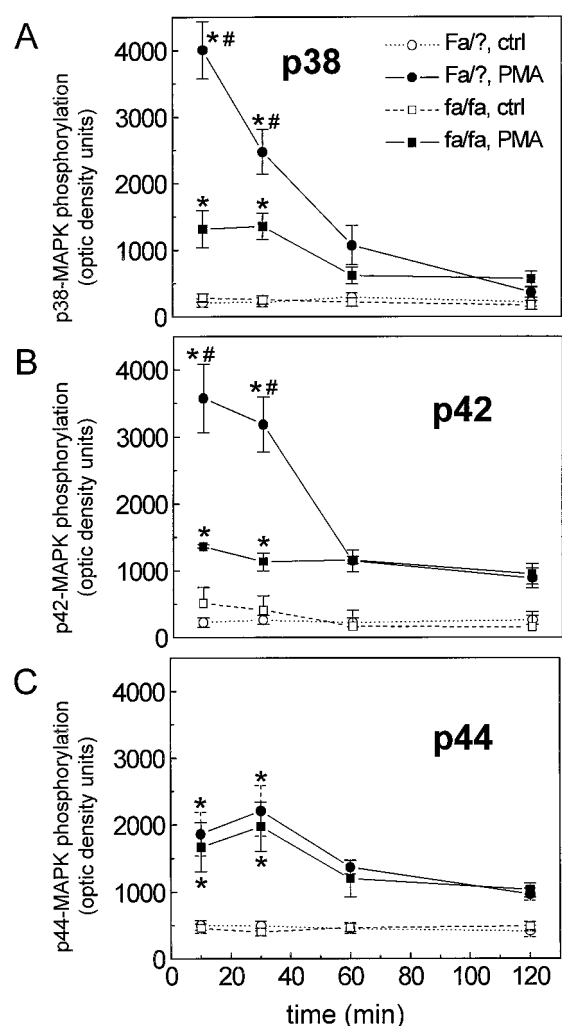 A
p38
Fa/?, ctrl
Fa/?, PMA
fa/fa, ctrl
fa/fa, PMA
p38-MAPK phosphorylation
(optic density units)
4000
3000
2000
1000
0
*#
*#
*
*
B
p42
p42-MAPK phosphorylation
(optic density units)
4000
3000
2000
1000
0
*#
*#
*
*
C
p44
p44-MAPK phosphorylation
(optic density units)
4000
3000
2000
1000
0
*
*
*
*
0 20 40 60 80 100 120
time (min)